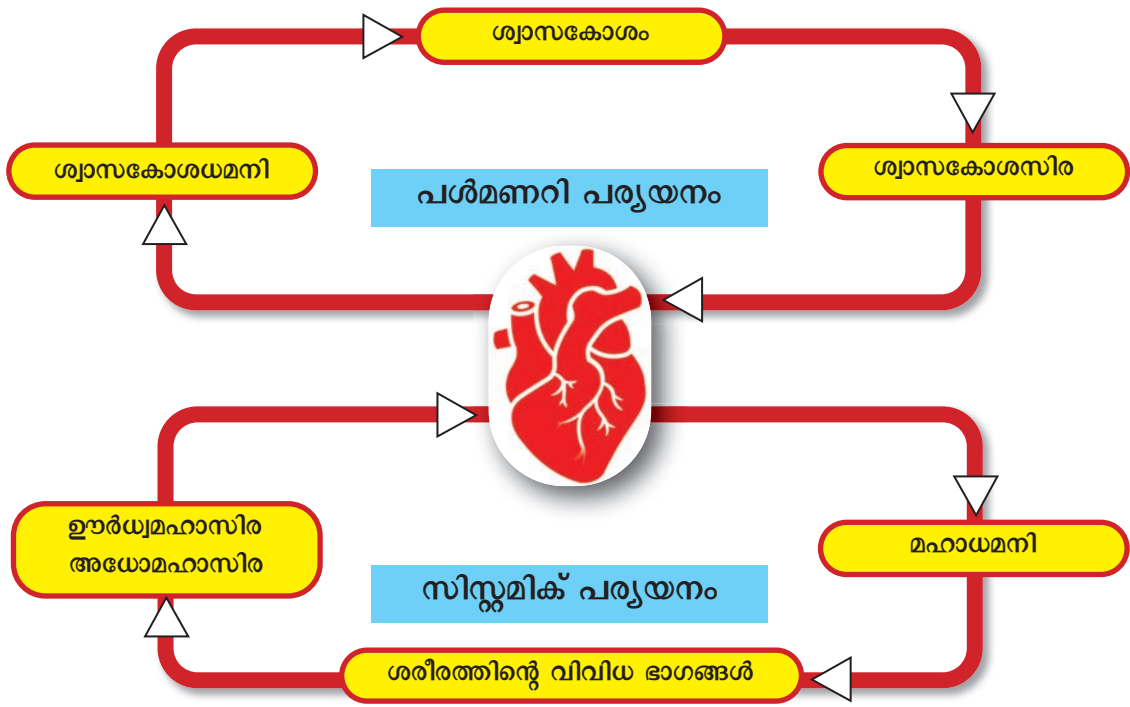 ശ്വാസകോശം
ശ്വാസകോശധമനി
ശ്വാസകോശസിര
പൾമണറി പര്യയനം
ഊർധ്വമഹാസിര
അധോമഹാസിര
മഹാധമനി
സിസ്റ്റമിക് പര്യയനം
ശരീരത്തിന്റെ വിവിധ ഭാഗങ്ങൾ